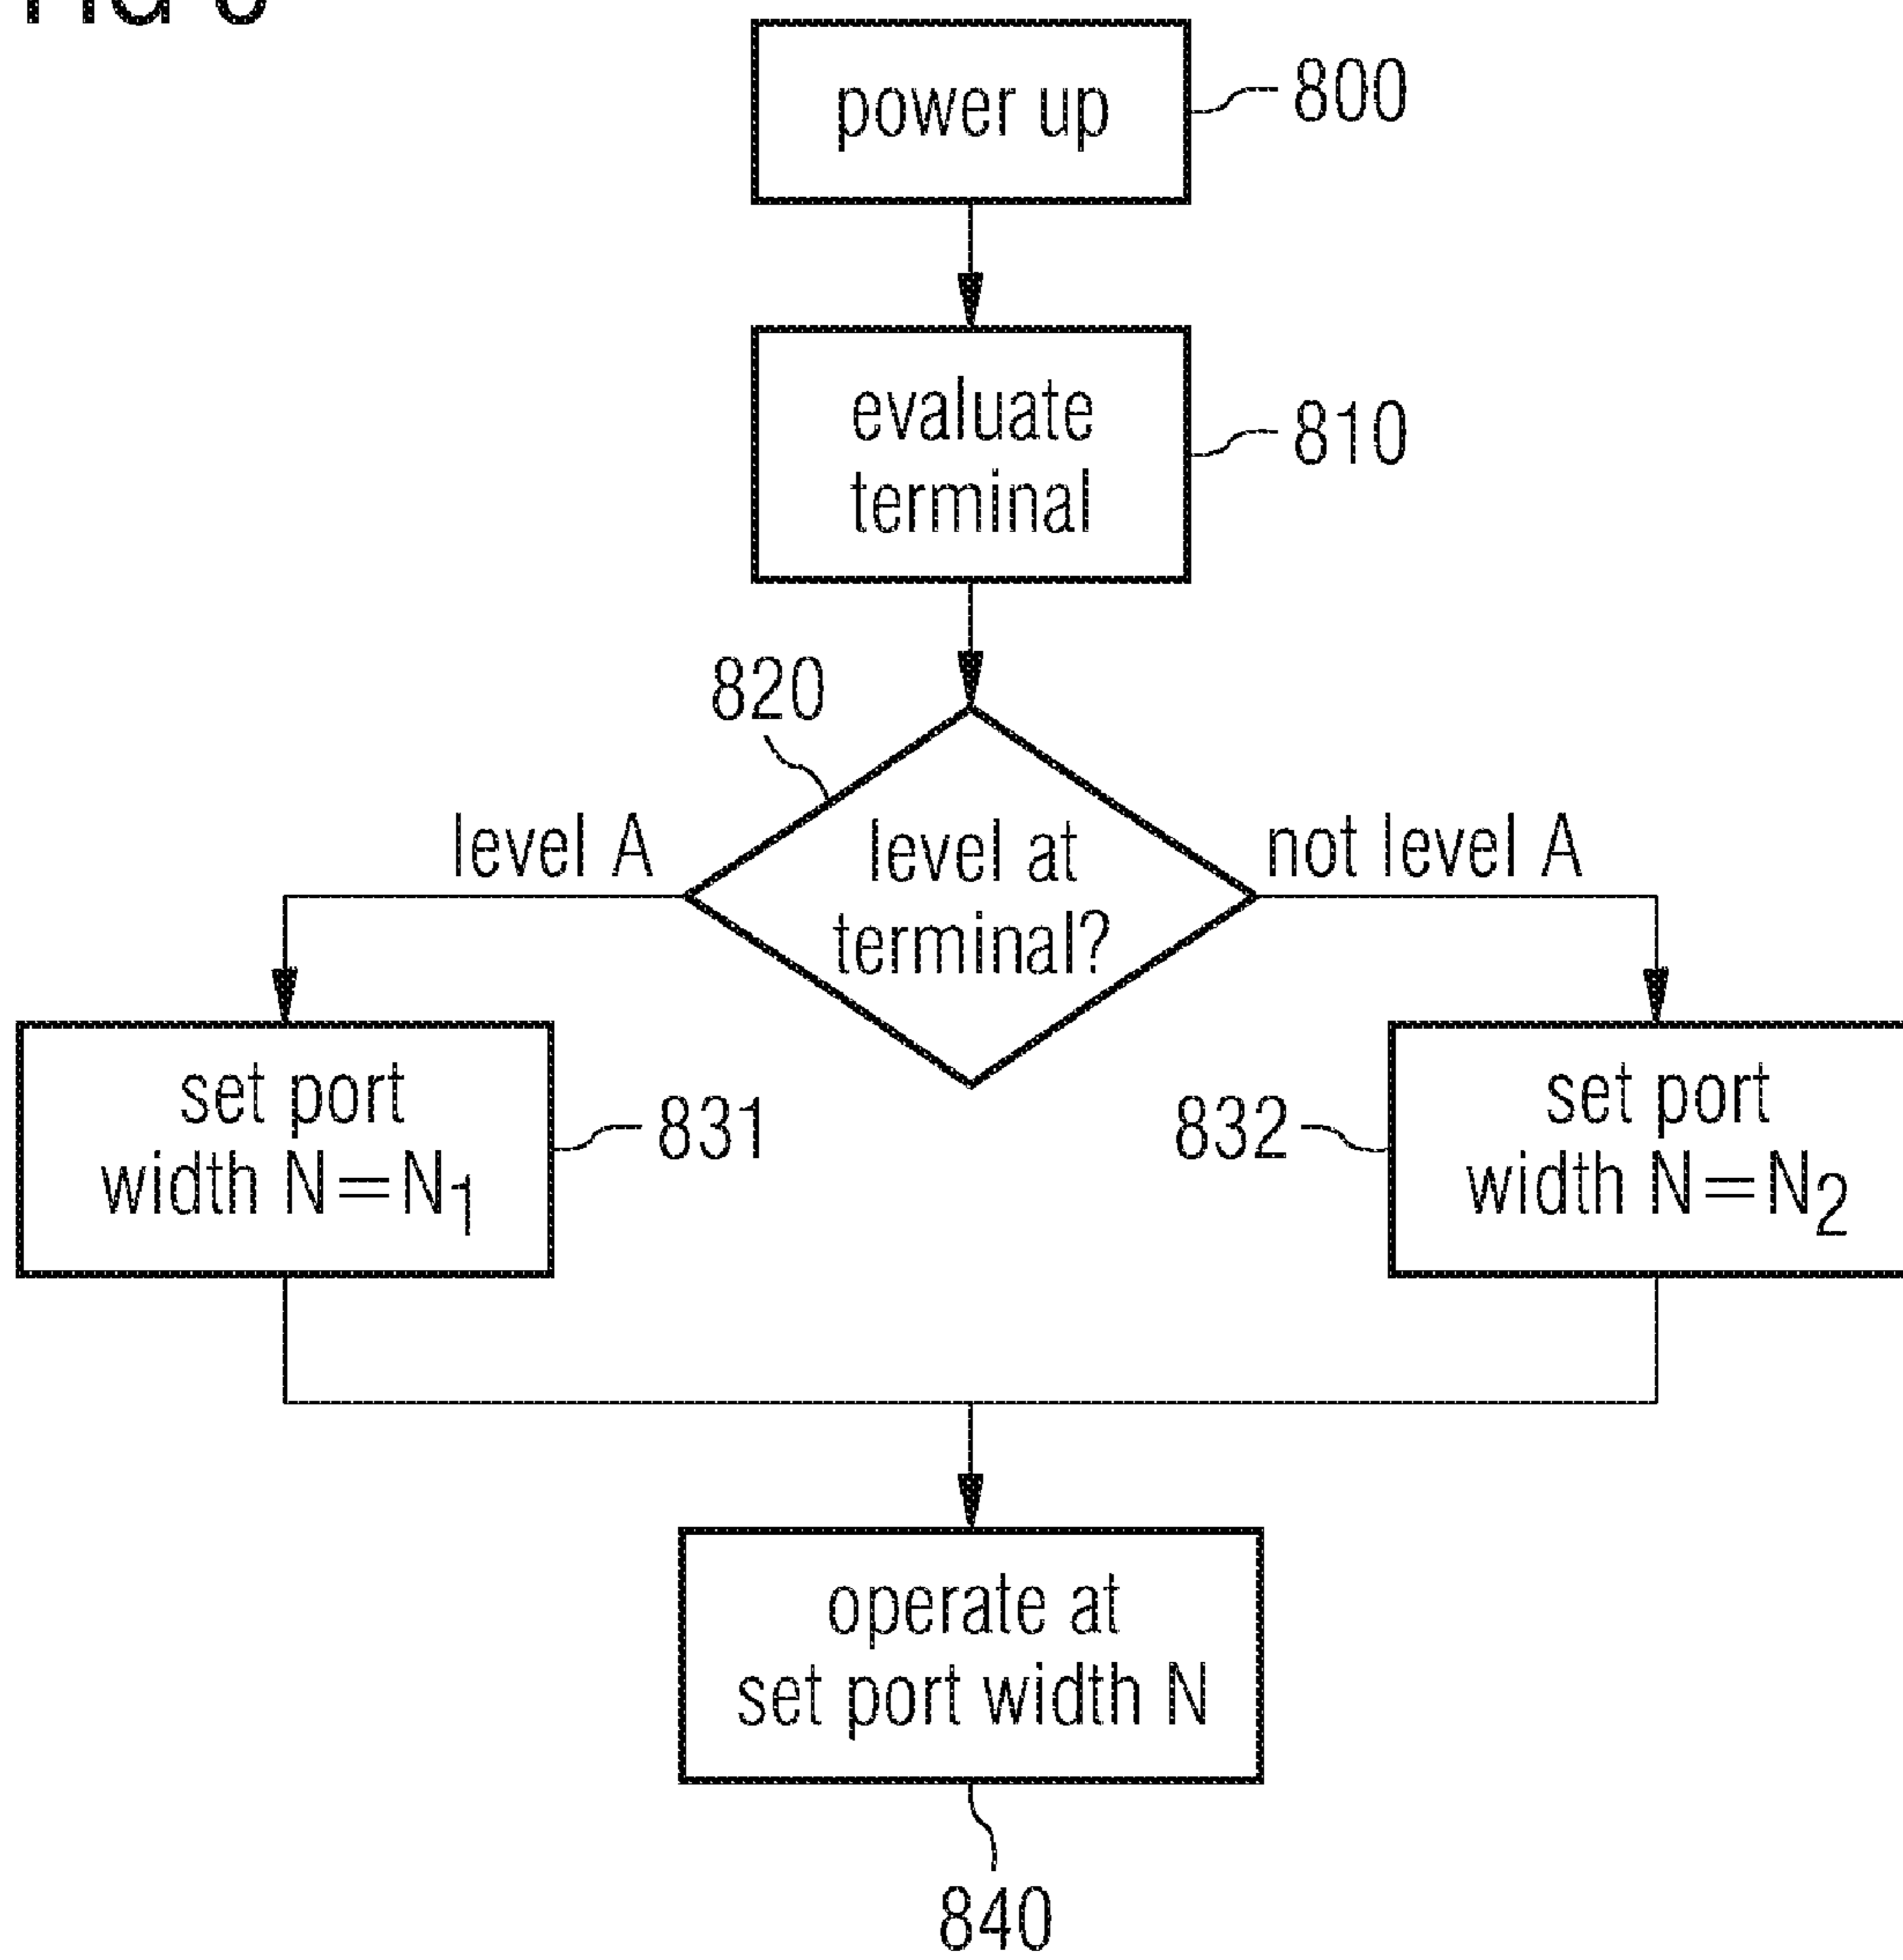 power up
800
evaluate
terminal
810
820
level A
level at
terminal?
not level A
set port
width N=N₁
831
832
set port
width N=N₂
operate at
set port width N
840